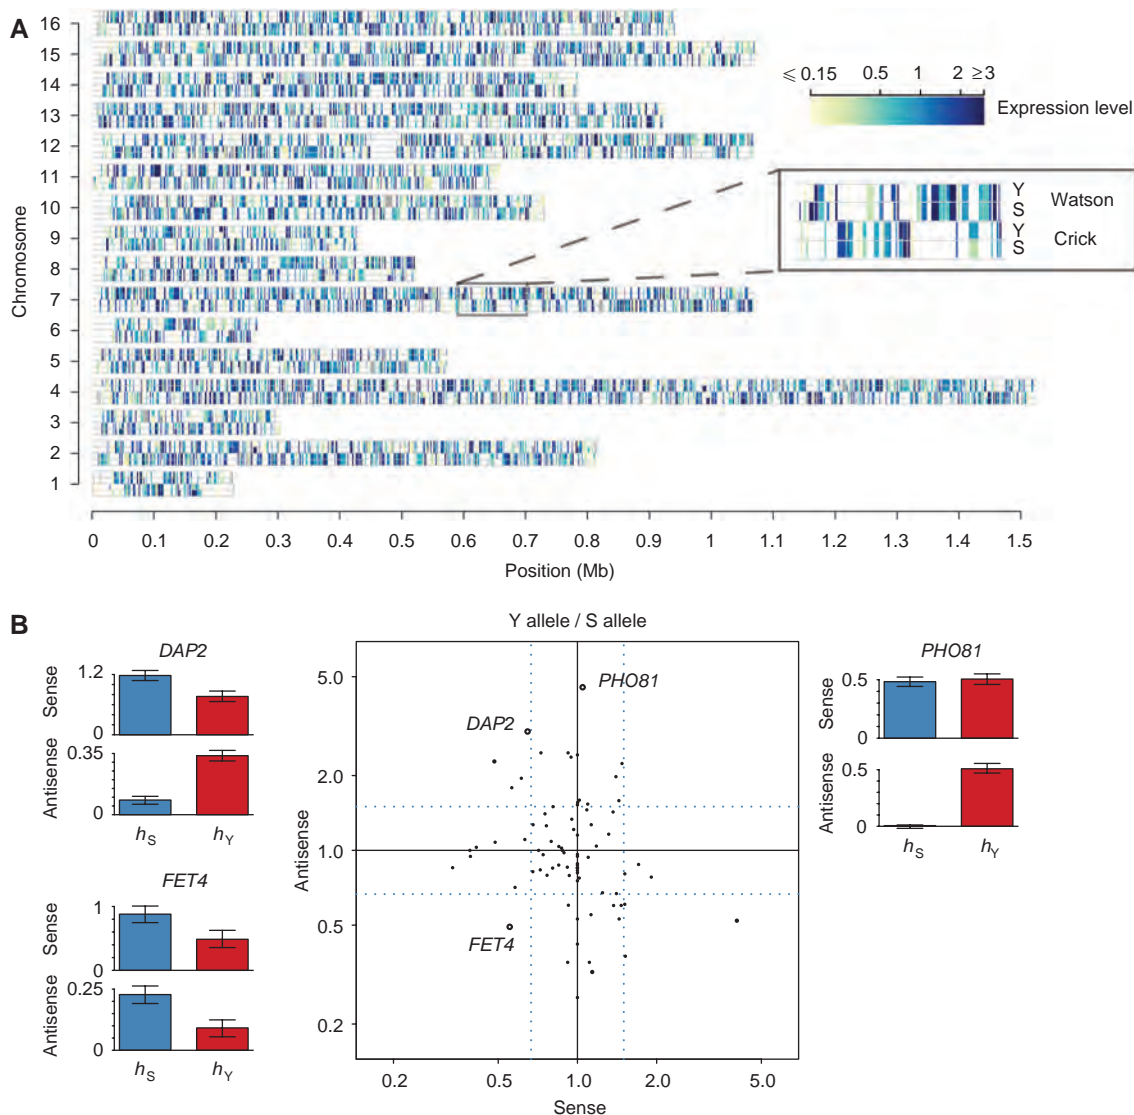 A
16
15
14
13
12
11
10
9
8
7
6
5
4
3
2
1
Chromosome
0 0.1 0.2 0.3 0.4 0.5 0.6 0.7 0.8 0.9 1 1.1 1.2 1.3 1.4 1.5
Position (Mb)
⩽ 0.15 0.5 1 2 ≥3
Expression level
Y
S
Watson
Y
S
Crick
B
DAP2
Sense
1.2
0
Antisense
0.35
0
hS hY
FET4
Sense
1
0
Antisense
0.25
0
hS hY
Y allele / S allele
Antisense
5.0
2.0
1.0
0.5
0.2
PHO81
DAP2
FET4
0.2 0.5 1.0 2.0 5.0
Sense
PHO81
Sense
0.5
0
Antisense
0.5
0
hS hY